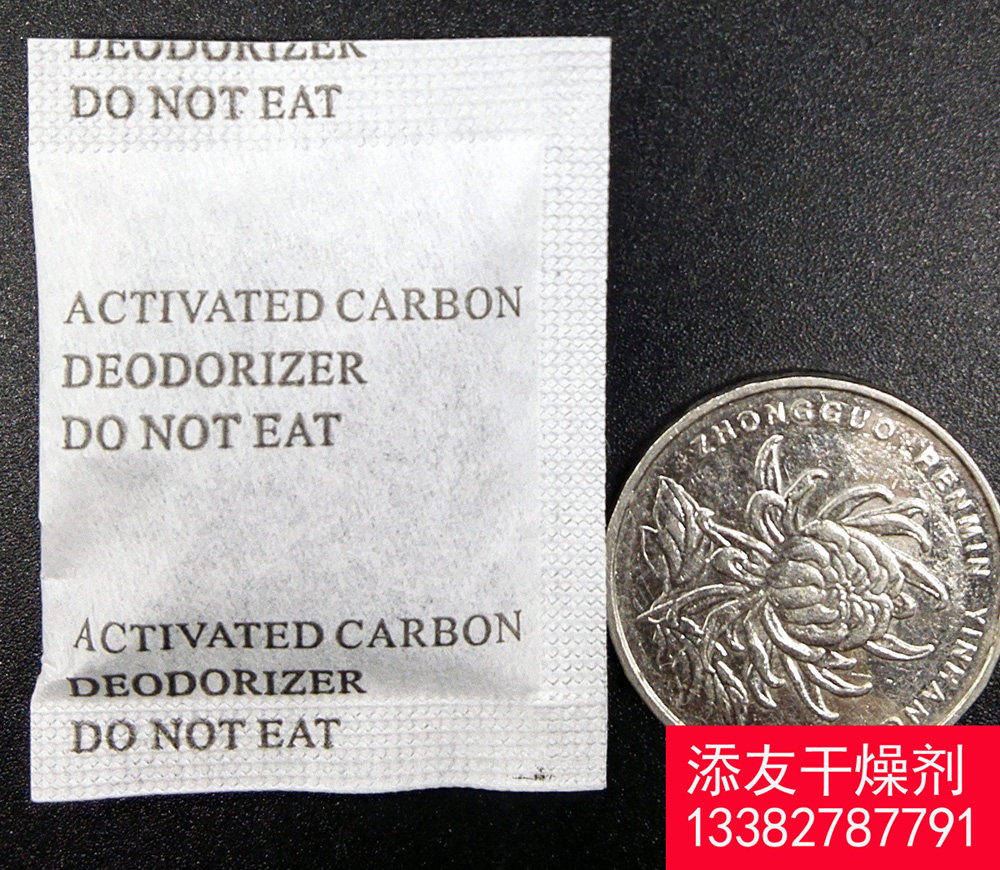 DEODORIZER
DO NOT EAT
ACTIVATED CARBON
DEODORIZER
DO NOT EAT
ACTIVATED CARBON
DEODORIZER
DO NOT EAT
ZHONGGUO RENMIN YINHANG
添友干燥剂
13382787791